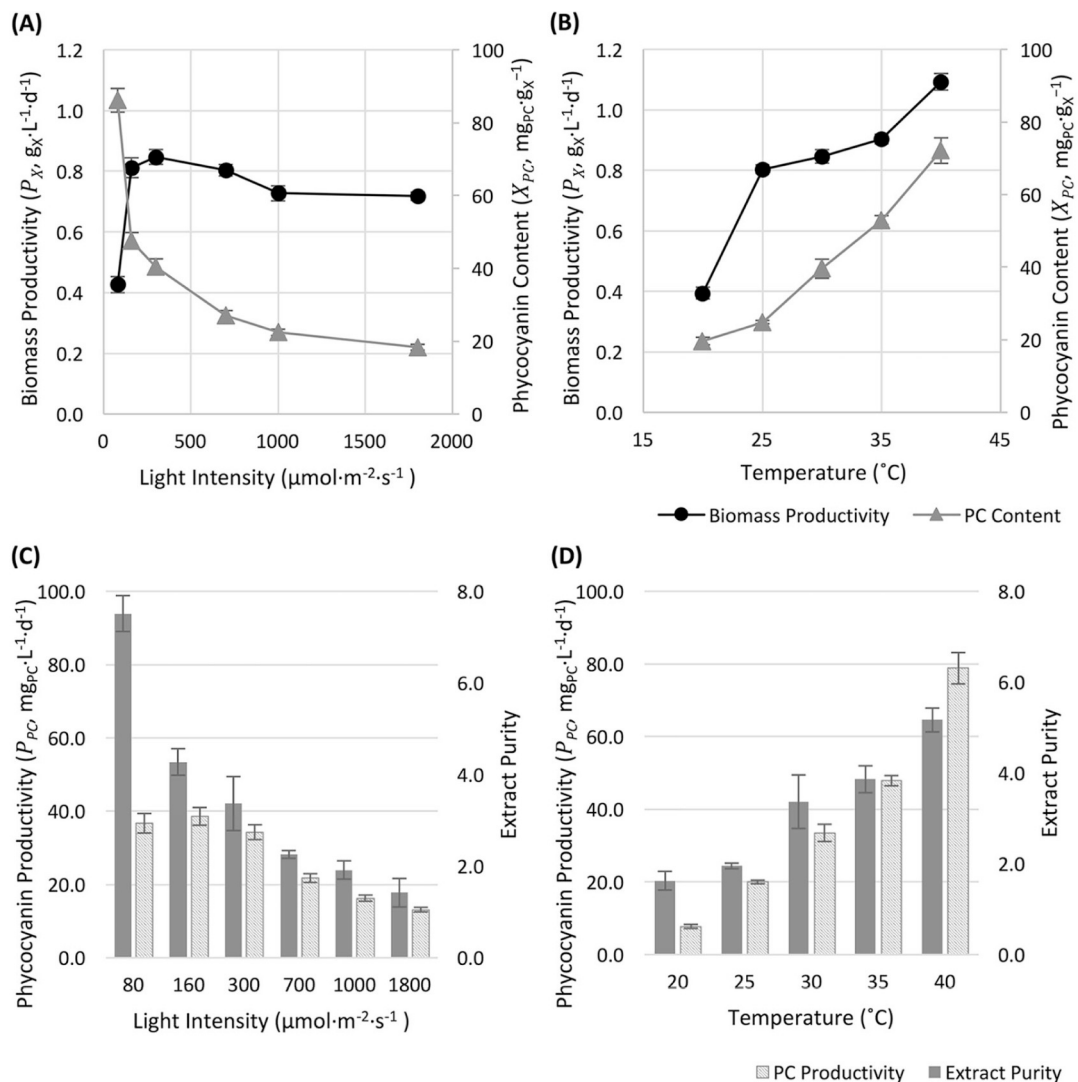 (A)
(B)
1.2
1.0
0.8
0.6
0.4
0.2
0.0
Biomass Productivity (P_X, g_X·L⁻¹·d⁻¹)
100
80
60
40
20
0
Phycocyanin Content (X_PC, mg_PC·g_X⁻¹)
0 500 1000 1500 2000
Light Intensity (μmol·m⁻²·s⁻¹ )
1.2
1.0
0.8
0.6
0.4
0.2
0.0
Biomass Productivity (P_X, g_X·L⁻¹·d⁻¹)
100
80
60
40
20
0
Phycocyanin Content (X_PC, mg_PC·g_X⁻¹)
15 25 35 45
Temperature (˚C)
Biomass Productivity PC Content
(C)
(D)
100.0
80.0
60.0
40.0
20.0
0.0
Phycocyanin Productivity (P_PC, mg_PC·L⁻¹·d⁻¹)
8.0
6.0
4.0
2.0
0.0
Extract Purity
80 160 300 700 1000 1800
Light Intensity (μmol·m⁻²·s⁻¹ )
100.0
80.0
60.0
40.0
20.0
0.0
Phycocyanin Productivity (P_PC, mg_PC·L⁻¹·d⁻¹)
8.0
6.0
4.0
2.0
0.0
Extract Purity
20 25 30 35 40
Temperature (˚C)
PC Productivity Extract Purity